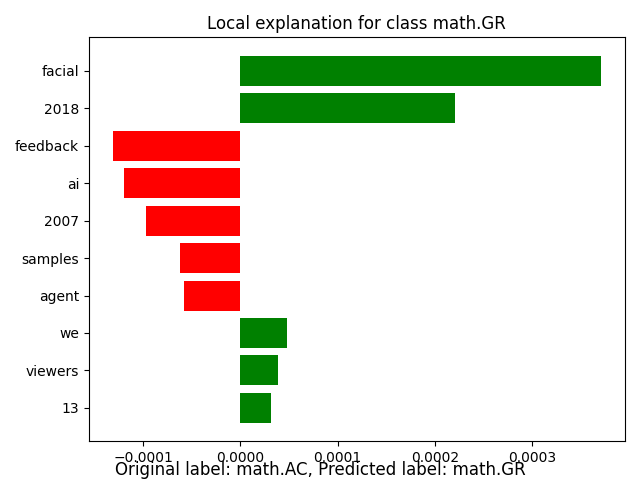 Local explanation for class math.GR
facial
2018
feedback
ai
2007
samples
agent
we
viewers
13
−0.0001 0.0000 0.0001 0.0002 0.0003
Original label: math.AC, Predicted label: math.GR